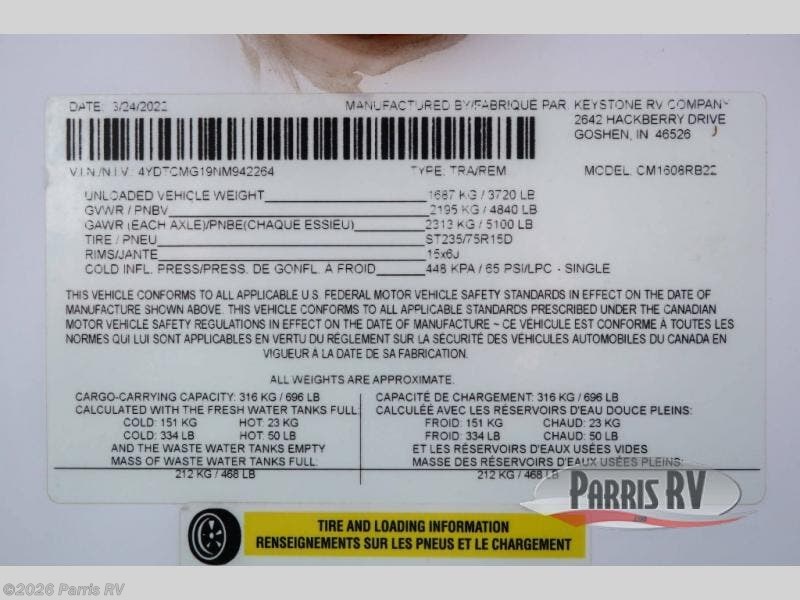 DATE: 3/24/2022 MANUFACTURED BY/FABRIQUÉ PAR: KEYSTONE RV COMPANY
2642 HACKBERRY DRIVE
GOSHEN, IN 46526
V.I.N./N.I.V.: 4YDTCMG19NM942264 TYPE: TRA/REM MODEL: CM1608RB22
UNLOADED VEHICLE WEIGHT 1687 KG / 3720 LB
GVWR / PNBV 2195 KG / 4840 LB
GAWR (EACH AXLE)/PNBE(CHAQUE ESSIEU) 2313 KG / 5100 LB
TIRE / PNEU ST235/75R15D
RIMS/JANTE 15x6J
COLD INFL. PRESS/PRESS. DE GONFL. A FROID 448 KPA / 65 PSI/LPC - SINGLE
THIS VEHICLE CONFORMS TO ALL APPLICABLE U.S. FEDERAL MOTOR VEHICLE SAFETY STANDARDS IN EFFECT ON THE DATE OF
MANUFACTURE SHOWN ABOVE. THIS VEHICLE CONFORMS TO ALL APPLICABLE STANDARDS PRESCRIBED UNDER THE CANADIAN
MOTOR VEHICLE SAFETY REGULATIONS IN EFFECT ON THE DATE OF MANUFACTURE ~ CE VÉHICULE EST CONFORME À TOUTES LES
NORMES QUI LUI SONT APPLICABLES EN VERTU DU RÈGLEMENT SUR LA SÉCURITÉ DES VÉHICULES AUTOMOBILES DU CANADA EN
VIGUEUR À LA DATE DE SA FABRICATION.
ALL WEIGHTS ARE APPROXIMATE.
CARGO-CARRYING CAPACITY: 316 KG / 696 LB
CALCULATED WITH THE FRESH WATER TANKS FULL:
COLD: 151 KG HOT: 23 KG
COLD: 334 LB HOT: 50 LB
AND THE WASTE WATER TANKS EMPTY
MASS OF WASTE WATER TANKS FULL:
212 KG / 468 LB
CAPACITÉ DE CHARGEMENT: 316 KG / 696 LB
CALCULÉE AVEC LES RÉSERVOIRS D'EAU DOUCE PLEINS:
FROID: 151 KG CHAUD: 23 KG
FROID: 334 LB CHAUD: 50 LB
ET LES RÉSERVOIRS D'EAUX USÉES VIDES
MASSE DES RÉSERVOIRS D'EAUX USÉES PLEINS:
212 KG / 468 LB
PARRIS RV
TIRE AND LOADING INFORMATION
RENSEIGNEMENTS SUR LES PNEUS ET LE CHARGEMENT
©2026 Parris RV